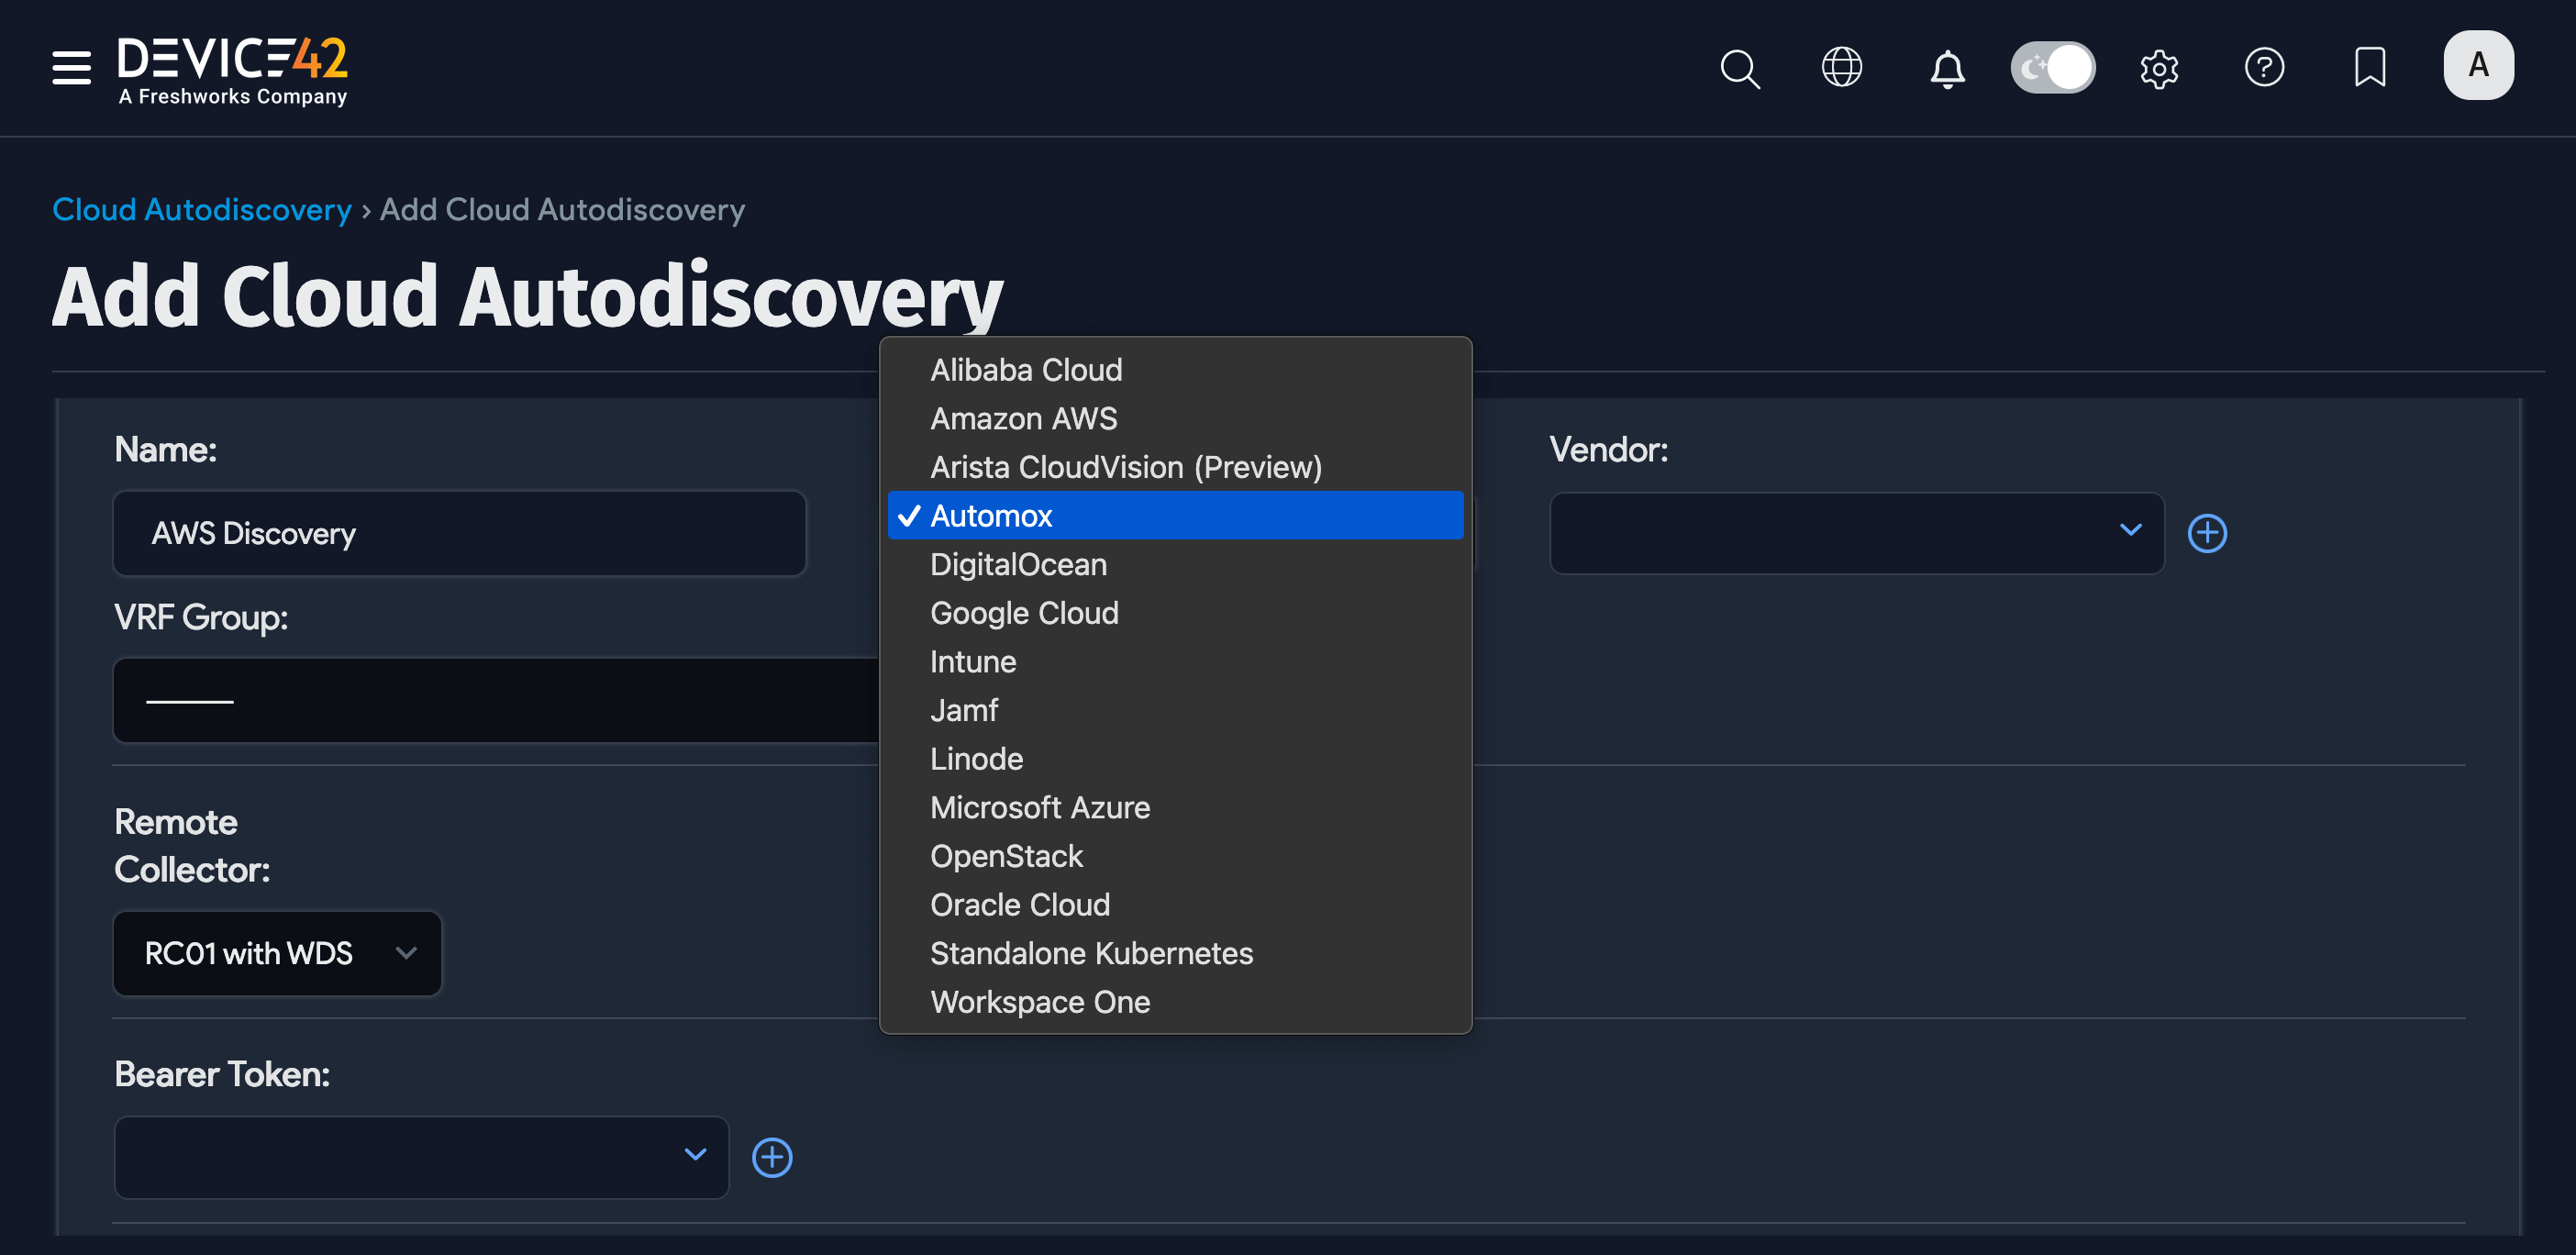 DEVICE42
A Freshworks Company
A
Cloud Autodiscovery › Add Cloud Autodiscovery
Add Cloud Autodiscovery
Name:
AWS Discovery
Alibaba Cloud
Amazon AWS
Arista CloudVision (Preview)
Automox
DigitalOcean
Google Cloud
Intune
Jamf
Linode
Microsoft Azure
OpenStack
Oracle Cloud
Standalone Kubernetes
Workspace One
Vendor:
VRF Group:
Remote
Collector:
RC01 with WDS
Bearer Token: